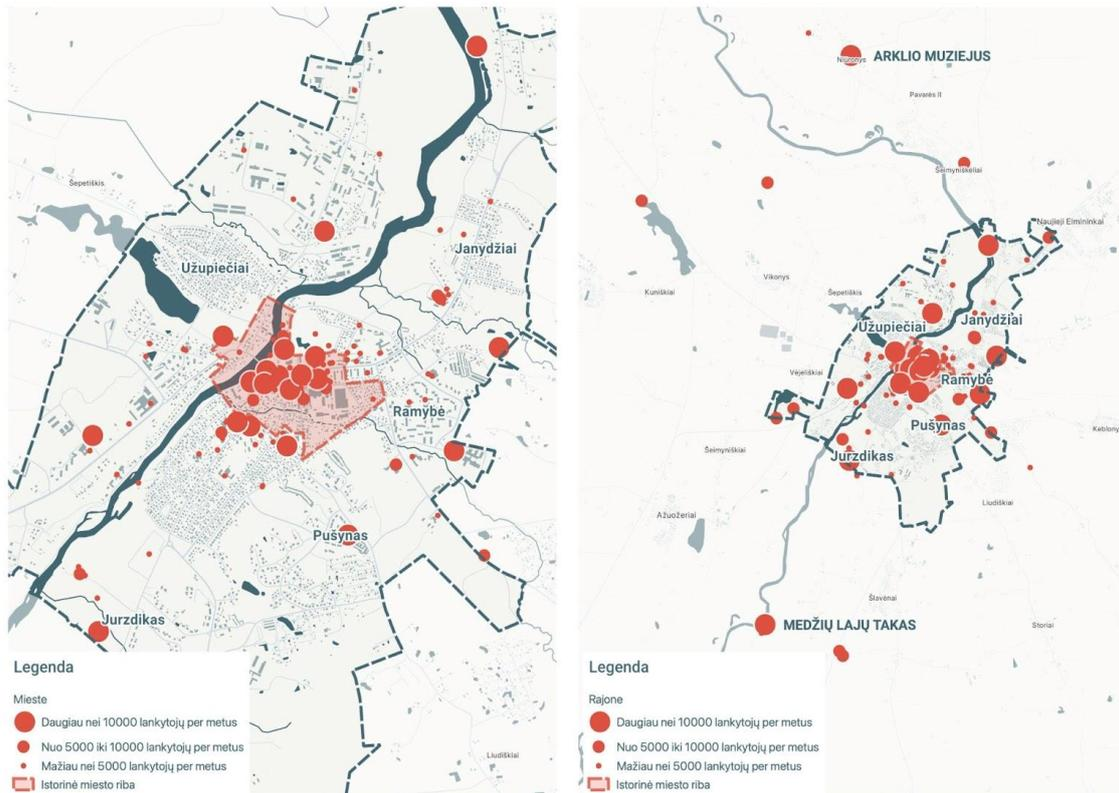 Šepetiškis
Užupiečiai
Janydžiai
Ramybė
Pušynas
Jurzdikas
Liudiškiai
Legenda
Mieste
Daugiau nei 10000 lankytojų per metus
Nuo 5000 iki 10000 lankytojų per metus
Mažiau nei 5000 lankytojų per metus
Istorinė miesto riba
Niūronys
ARKLIO MUZIEJUS
Pavarės II
Šeimyniškėliai
Naujieji Elmininkai
Vikonys
Kuniškiai
Šepetiškis
Užupiečiai
Janydžiai
Vėjeliškiai
Ramybė
Pušynas
Keblony
Šeimyniškiai
Jurzdikas
Liudiškiai
Ažuožeriai
Šlavėnai
Storiai
MEDŽIŲ LAJŲ TAKAS
Legenda
Rajone
Daugiau nei 10000 lankytojų per metus
Nuo 5000 iki 10000 lankytojų per metus
Mažiau nei 5000 lankytojų per metus
Istorinė miesto riba